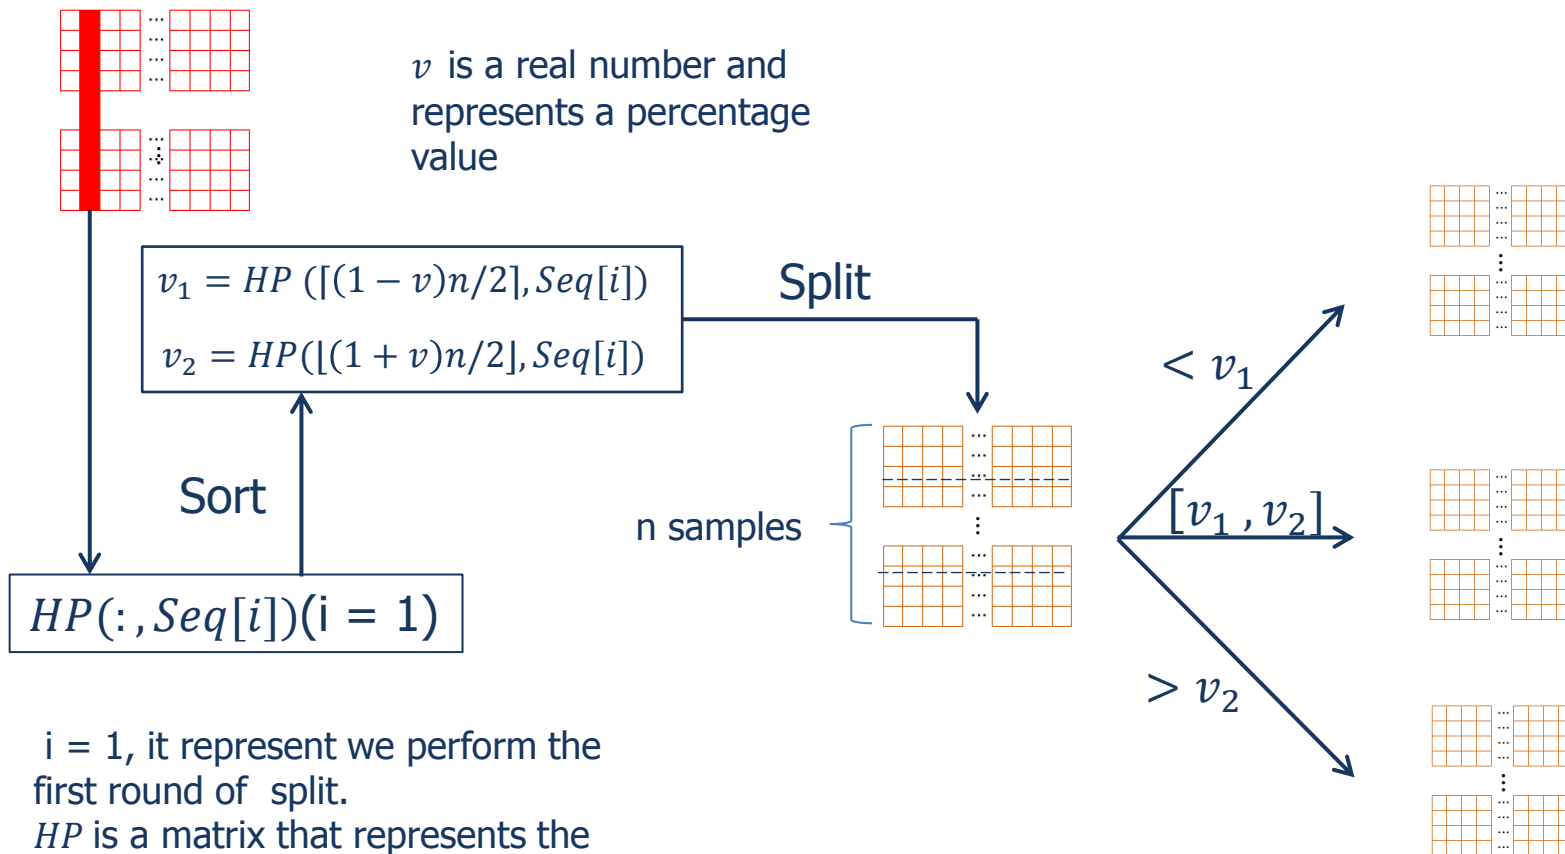 v is a real number and
represents a percentage
value
v₁ = HP (⌈(1 − v)n/2⌉, Seq[i])
v₂ = HP(⌊(1 + v)n/2⌋, Seq[i])
Split
Sort
HP(:, Seq[i])(i = 1)
n samples
< v₁
[v₁ , v₂]
> v₂
i = 1, it represent we perform the
first round of split.
HP is a matrix that represents the